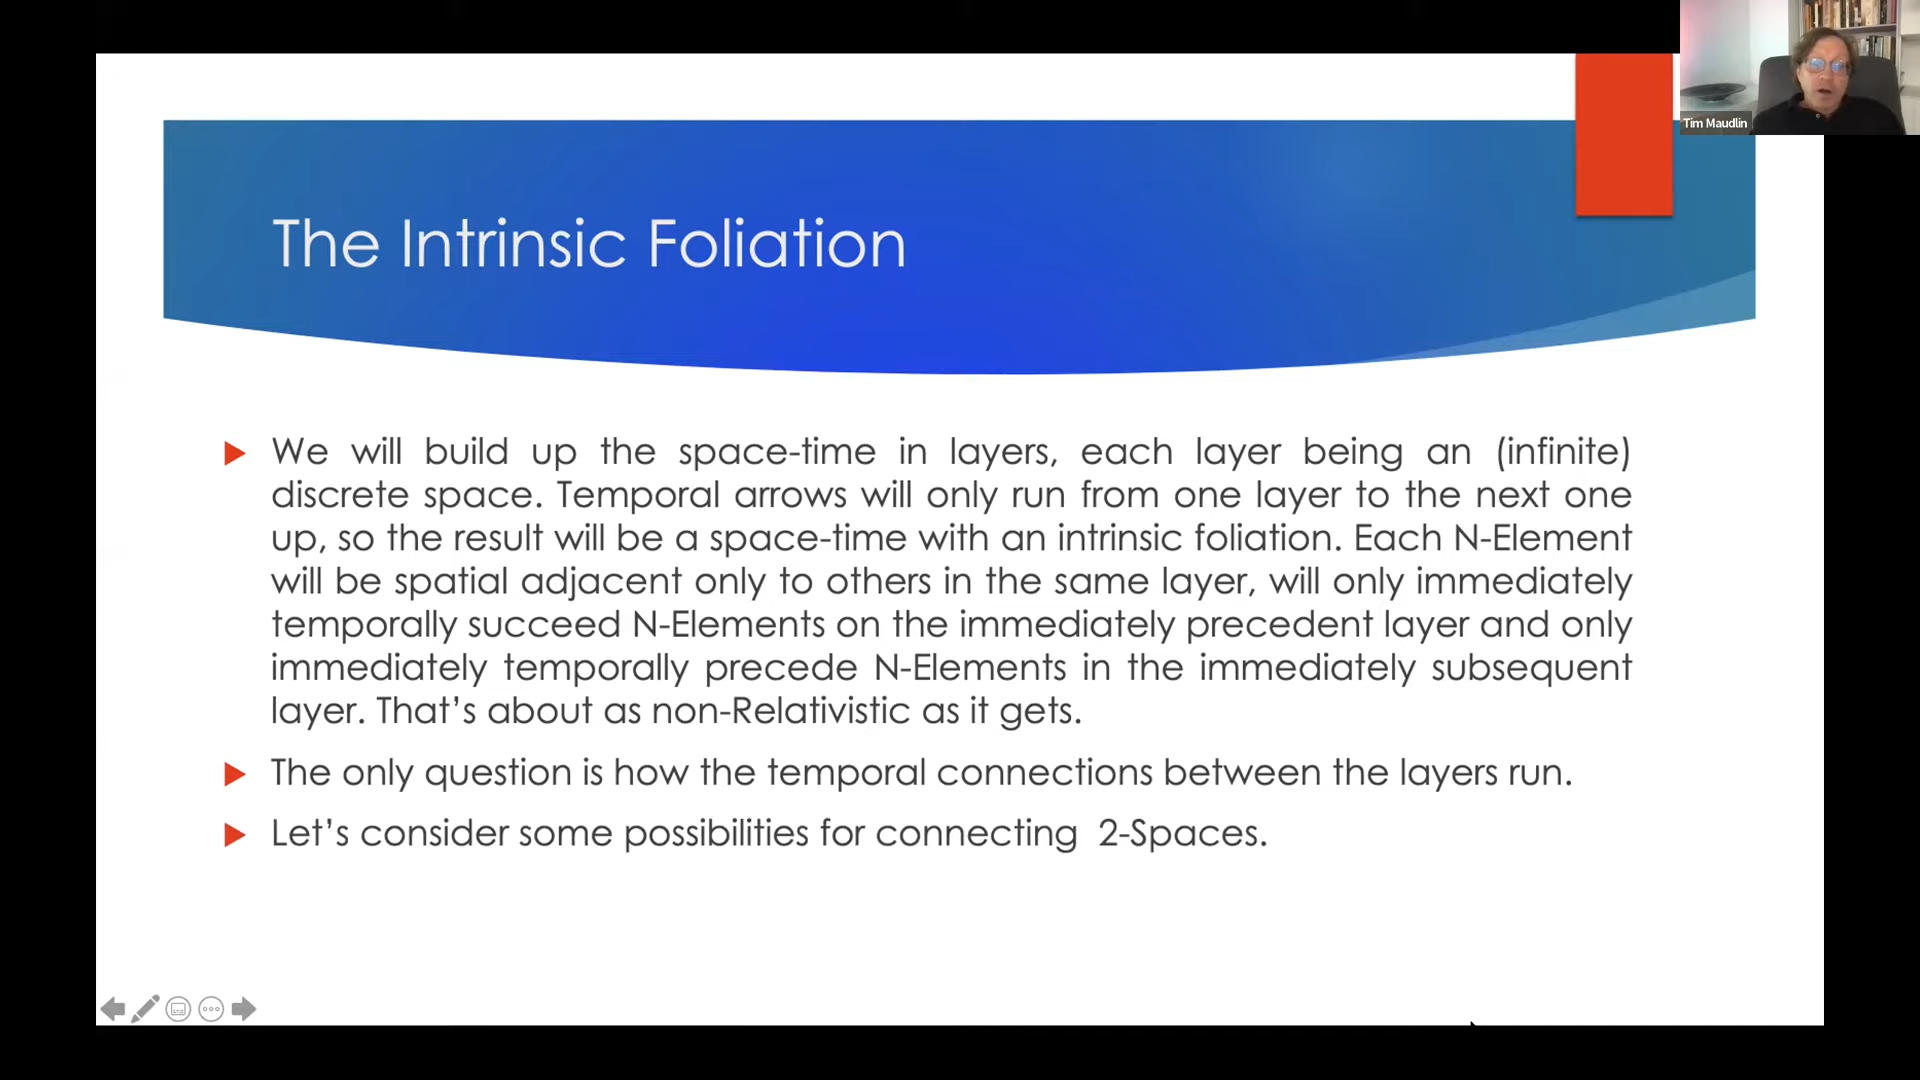 Tim Maudlin
The Intrinsic Foliation
We will build up the space-time in layers, each layer being an (infinite)
discrete space. Temporal arrows will only run from one layer to the next one
up, so the result will be a space-time with an intrinsic foliation. Each N-Element
will be spatial adjacent only to others in the same layer, will only immediately
temporally succeed N-Elements on the immediately precedent layer and only
immediately temporally precede N-Elements in the immediately subsequent
layer. That's about as non-Relativistic as it gets.
The only question is how the temporal connections between the layers run.
Let's consider some possibilities for connecting 2-Spaces.